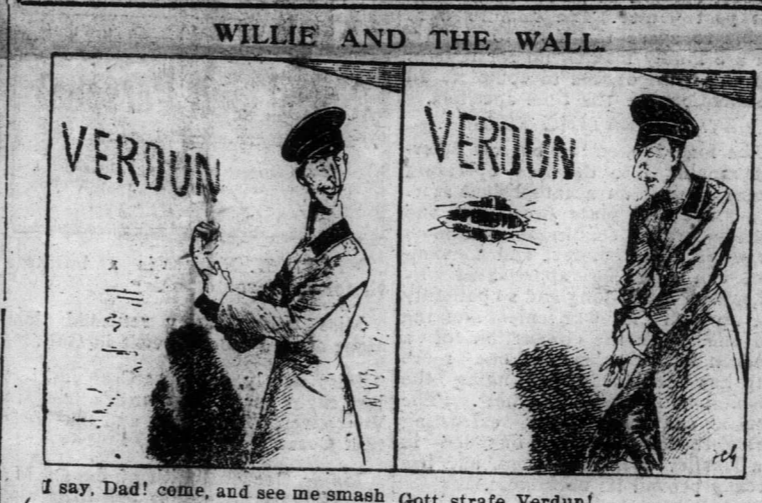 WILLIE AND THE WALL.
VERDUN
VERDUN
I say, Dad! come, and see me smash
Gott strafe Verdun!